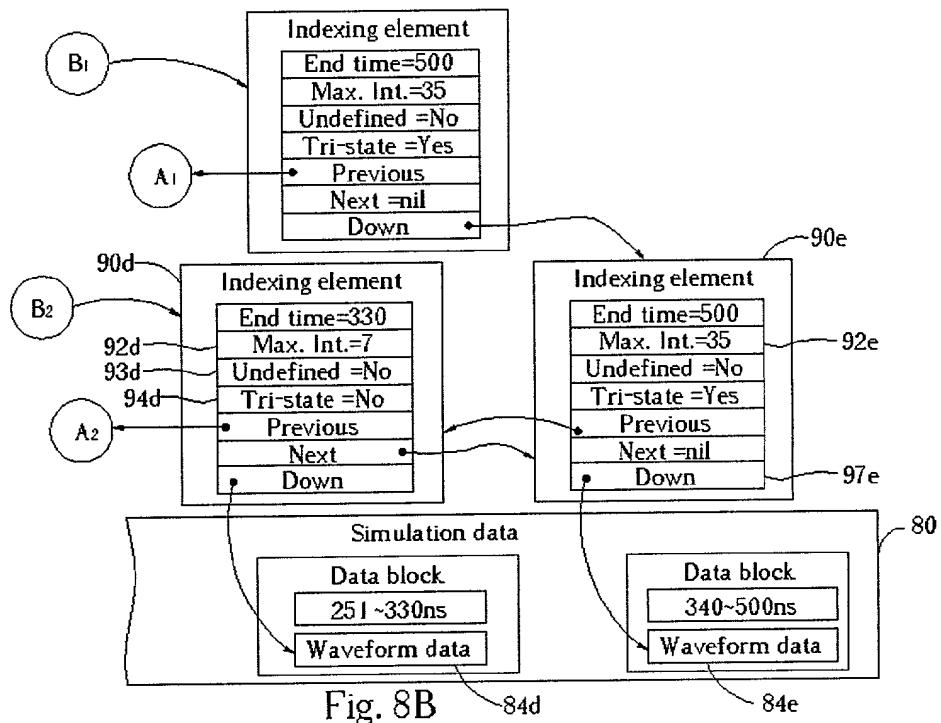 Indexing element
B1
End time=500
Max. Int.=35
Undefined =No
Tri-state =Yes
A1
Previous
Next =nil
Down
90d
90e
Indexing element
Indexing element
B2
End time=330
End time=500
92d
Max. Int.=7
Max. Int.=35
92e
93d
Undefined =No
Undefined =No
94d
Tri-state =No
Tri-state =Yes
A2
Previous
Previous
Next
Next =nil
Down
Down
97e
Simulation data
80
Data block
Data block
251~330ns
340~500ns
Waveform data
Waveform data
Fig. 8B
84d
84e